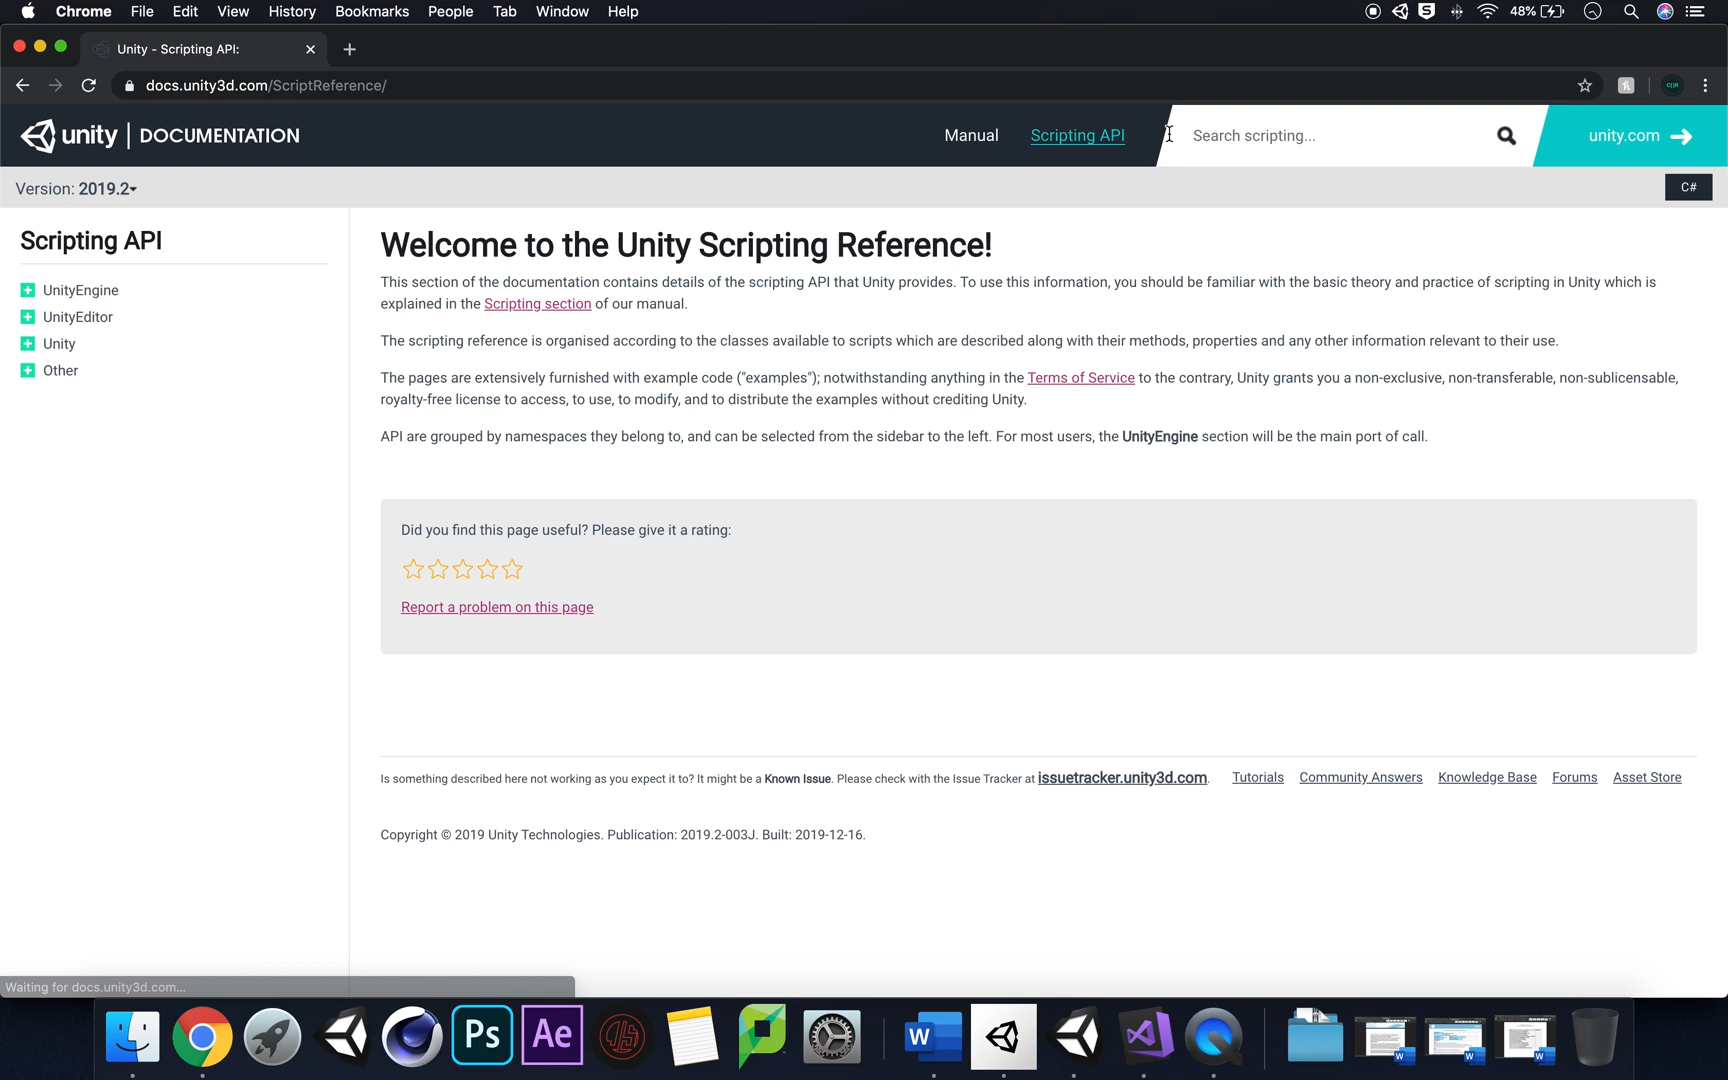 Chrome File Edit View History Bookmarks People Tab Window Help 48%
Unity - Scripting API:
docs.unity3d.com/ScriptReference/
unity | DOCUMENTATION Manual Scripting API Search scripting... unity.com
Version: 2019.2 C#
Scripting API
UnityEngine
UnityEditor
Unity
Other
Welcome to the Unity Scripting Reference!
This section of the documentation contains details of the scripting API that Unity provides. To use this information, you should be familiar with the basic theory and practice of scripting in Unity which is
explained in the Scripting section of our manual.
The scripting reference is organised according to the classes available to scripts which are described along with their methods, properties and any other information relevant to their use.
The pages are extensively furnished with example code ("examples"); notwithstanding anything in the Terms of Service to the contrary, Unity grants you a non-exclusive, non-transferable, non-sublicensable,
royalty-free license to access, to use, to modify, and to distribute the examples without crediting Unity.
API are grouped by namespaces they belong to, and can be selected from the sidebar to the left. For most users, the UnityEngine section will be the main port of call.
Did you find this page useful? Please give it a rating:
Report a problem on this page
Is something described here not working as you expect it to? It might be a Known Issue. Please check with the Issue Tracker at issuetracker.unity3d.com. Tutorials Community Answers Knowledge Base Forums Asset Store
Copyright © 2019 Unity Technologies. Publication: 2019.2-003J. Built: 2019-12-16.
Waiting for docs.unity3d.com...
Ps Ae W